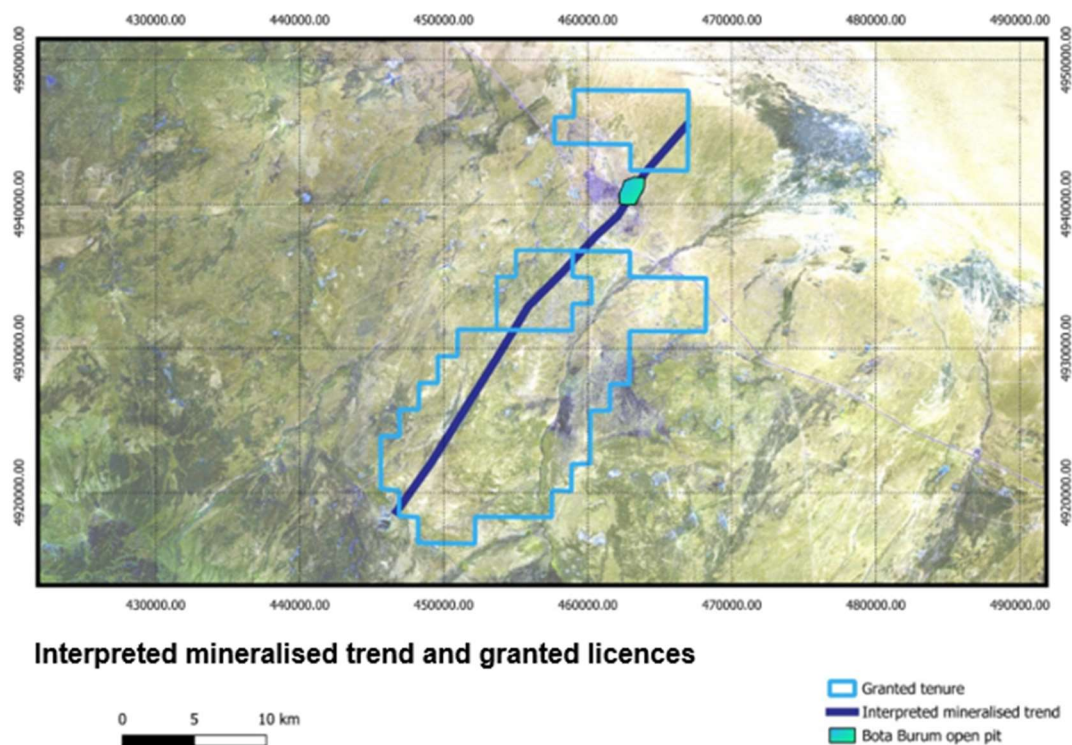 430000.00 440000.00 450000.00 460000.00 470000.00 480000.00 490000.00
4950000.00 4950000.00
4940000.00 4940000.00
4930000.00 4930000.00
4920000.00 4920000.00
430000.00 440000.00 450000.00 460000.00 470000.00 480000.00 490000.00
Interpreted mineralised trend and granted licences
0 5 10 km
Granted tenure
Interpreted mineralised trend
Bota Burum open pit